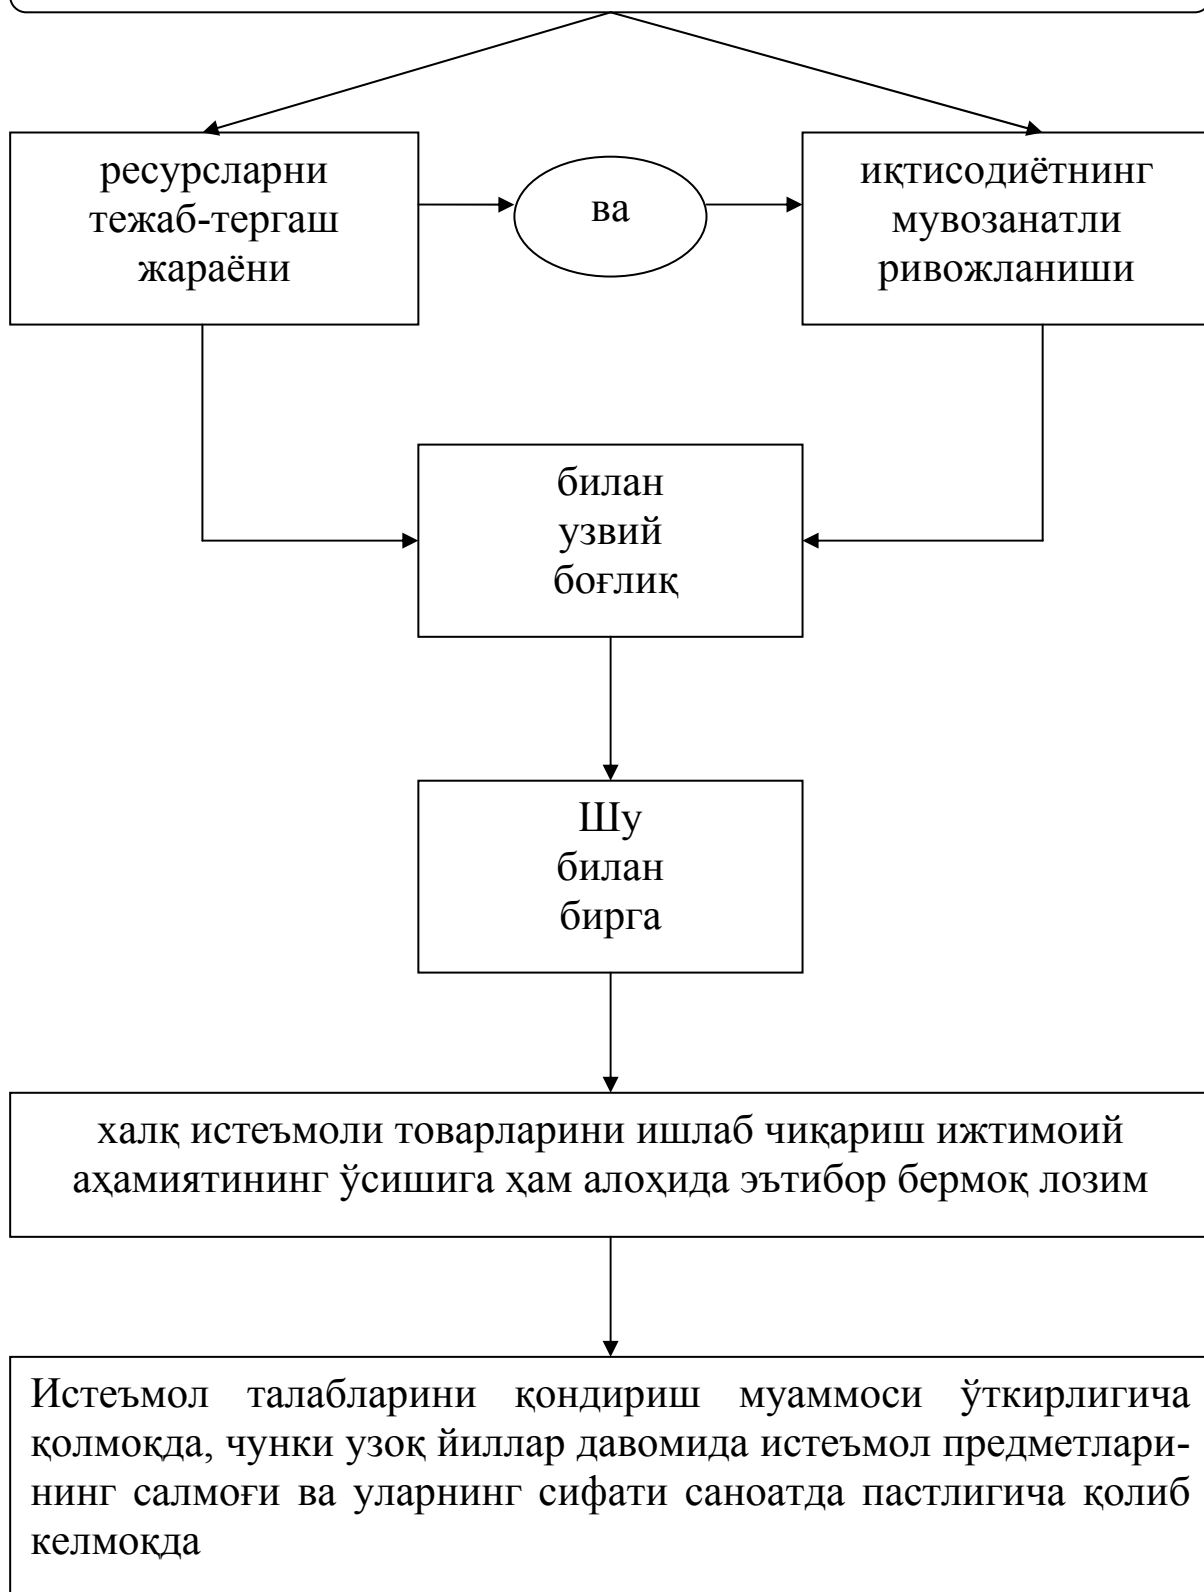 ресурсларни
тежаб-тергаш
жараёни
ва
иқтисодиётнинг
мувозанатли
ривожланиши
билан
узвий
боғлиқ
Шу
билан
бирга
халқ истеъмоли товарларини ишлаб чиқариш ижтимоий
аҳамиятининг ўсишига ҳам алоҳида эътибор бермоқ лозим
Истеъмол талабларини қондириш муаммоси ўткирлигича
қолмоқда, чунки узоқ йиллар давомида истеъмол предметлари-
нинг салмоғи ва уларнинг сифати саноатда пастлигича қолиб
келмоқда